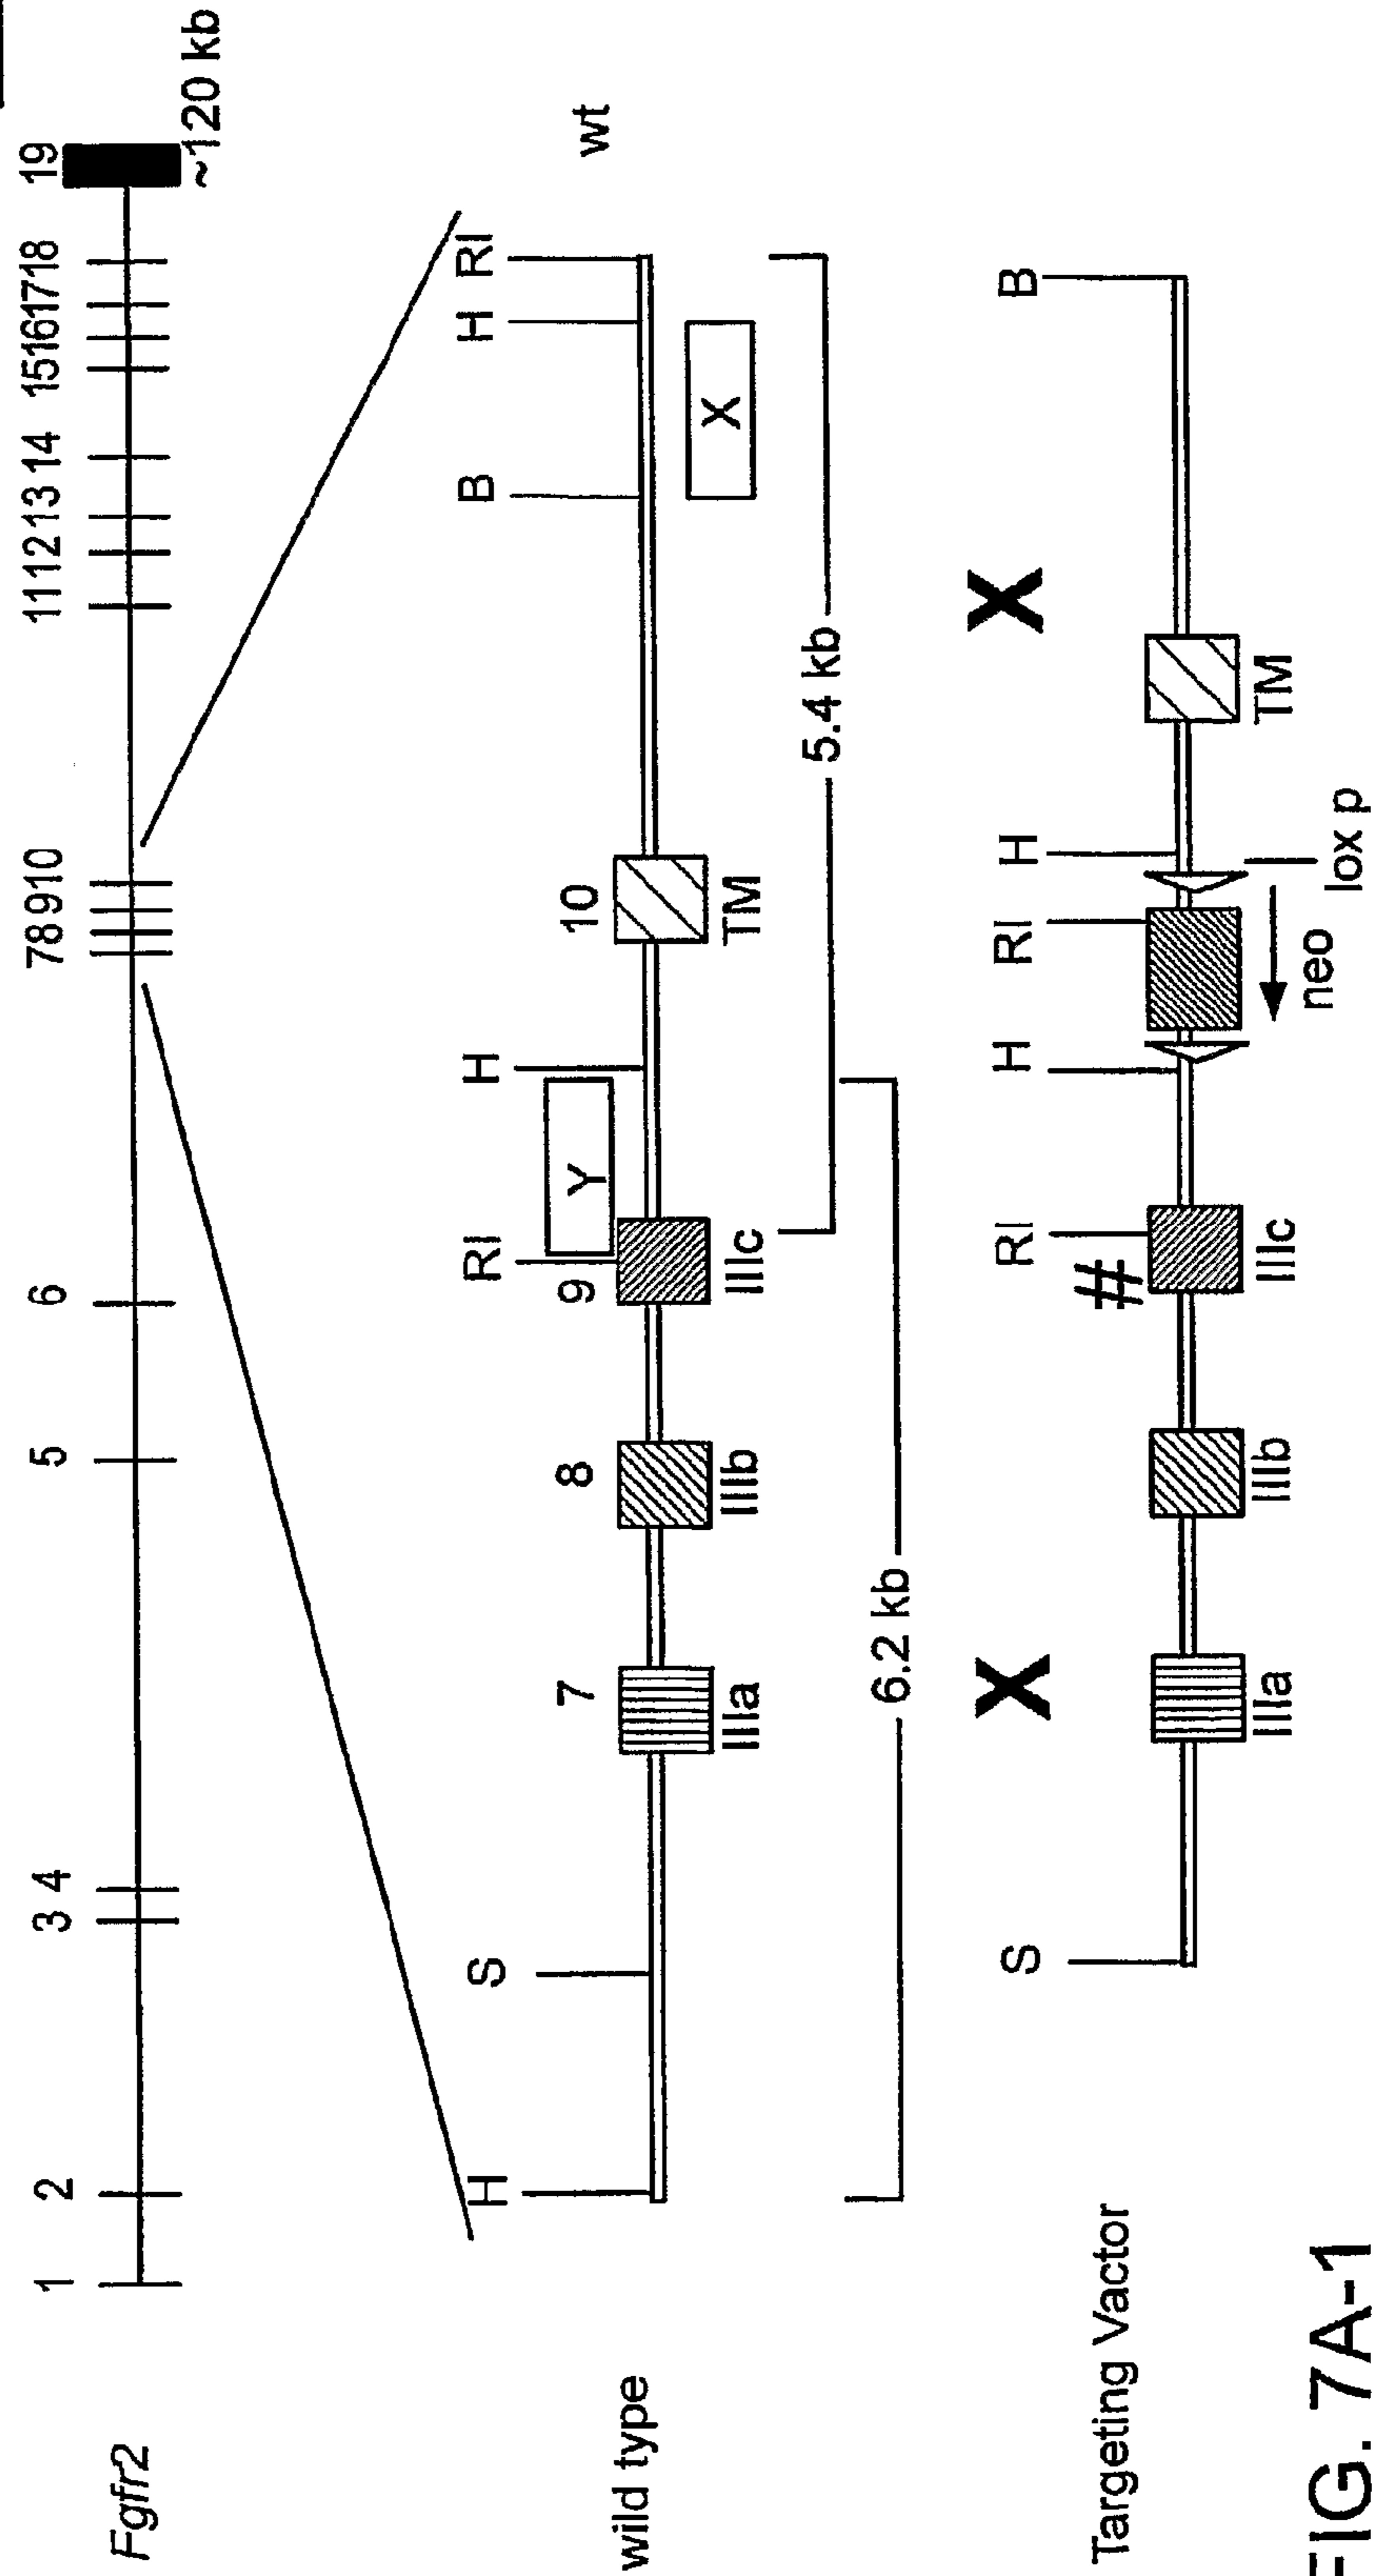 1 2 3 4 5 6 7 8 9 10 11 12 13 14 15 16 17 18 19
Fgfr2
~120 kb
H S RI H B H RI
Y
7 8 9 10
wild type
wt
IIIa IIIb IIIc TM
X
5.4 kb
6.2 kb
X X
S RI H RI H B
#
Targeting Vactor
IIIa IIIb IIIc TM
neo
lox p
FIG. 7A-1